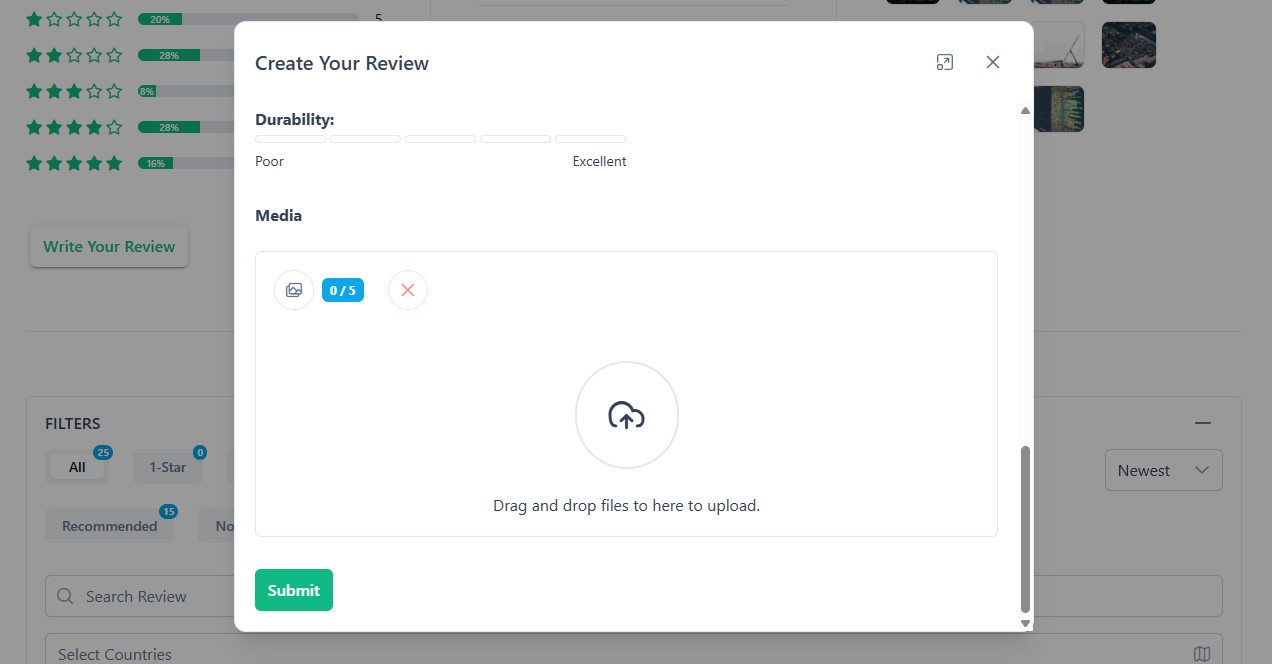 20%
5
28%
8%
28%
16%
Write Your Review
Create Your Review
Durability:
Poor
Excellent
Media
0 / 5
Drag and drop files to here to upload.
Submit
FILTERS
All
25
1-Star
0
Newest
Recommended
15
No
Search Review
Select Countries